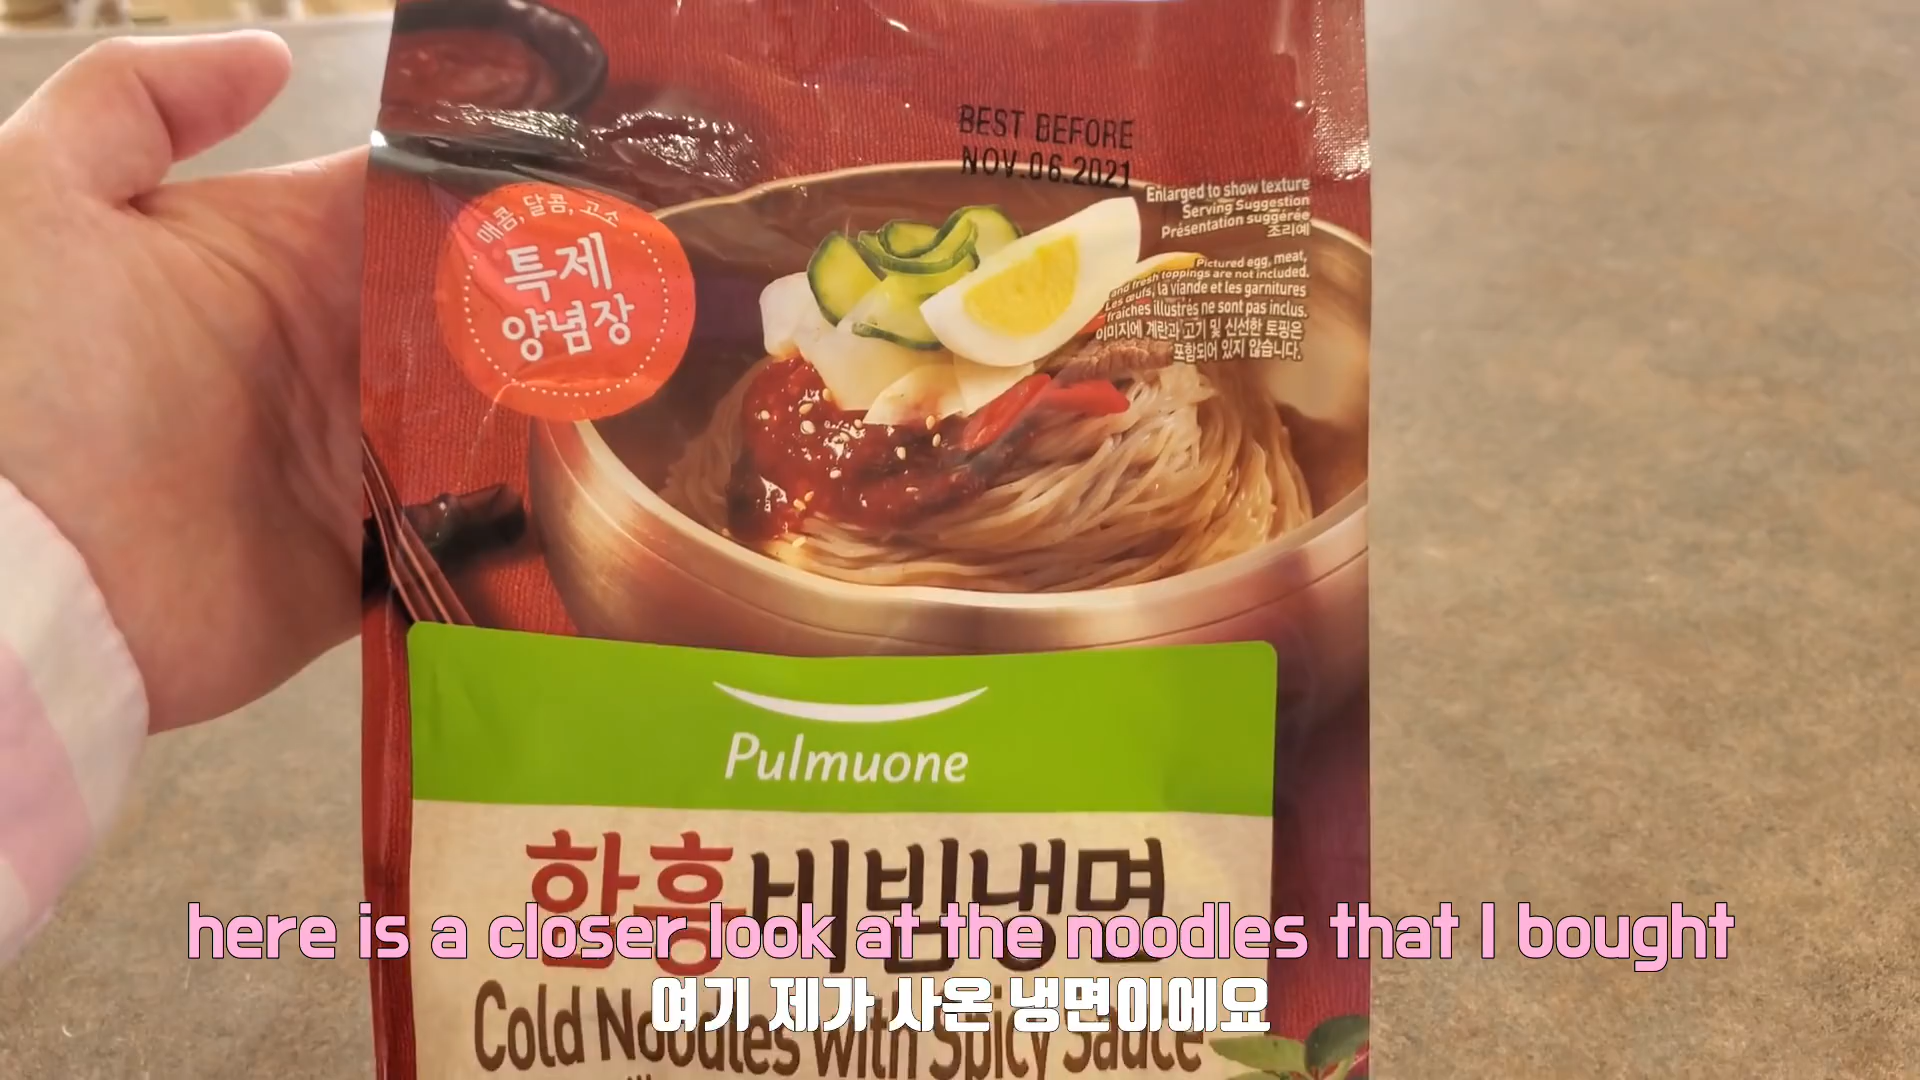 BEST BEFORE
NOV.06.2021
Enlarged to show texture
Serving Suggestion
Présentation suggérée
조리예
Pictured egg, meat,
and fresh toppings are not included.
Les œufs, la viande et les garnitures
fraîches illustrés ne sont pas inclus.
이미지에 계란과 고기 및 신선한 토핑은
포함되어 있지 않습니다.
매콤, 달콤, 고소
특제
양념장
Pulmuone
함흥비빔냉면
Cold Noodles with Spicy Sauce
here is a closer look at the noodles that I bought
여기 제가 사온 냉면이에요